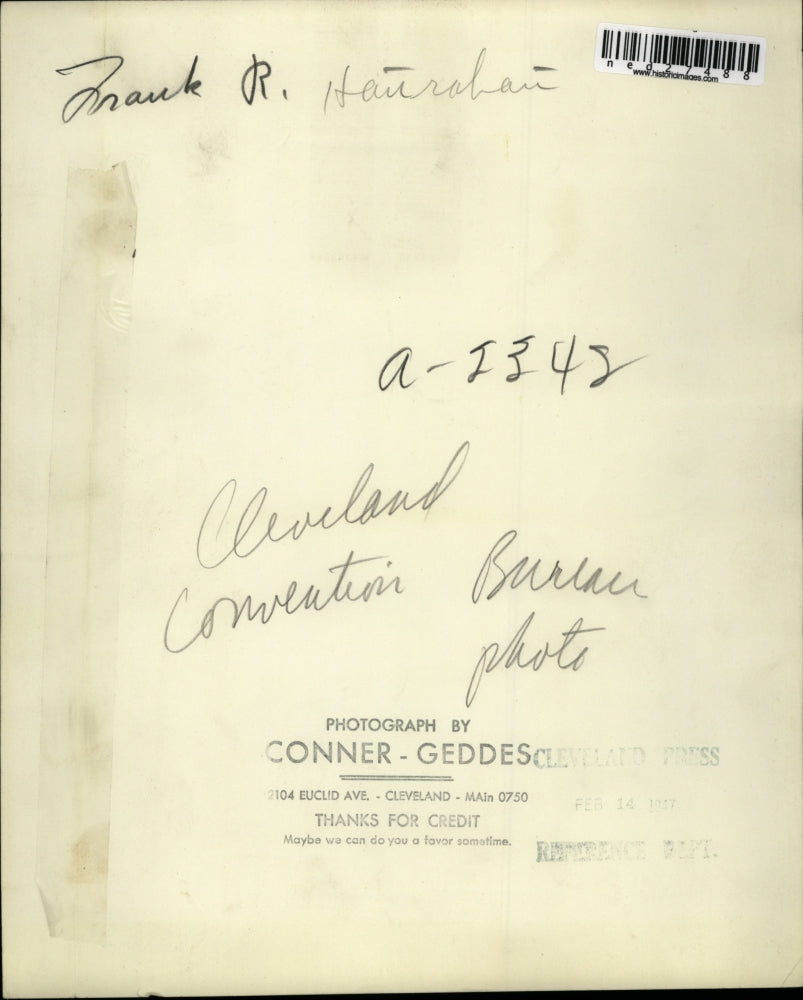 Frank R. Hanrahan
ned27488
www.historicimages.com
a-2342
Cleveland
Convention Bureau
photo
PHOTOGRAPH BY
CONNER - GEDDES
2104 EUCLID AVE. - CLEVELAND - MAin 0750
THANKS FOR CREDIT
Maybe we can do you a favor sometime.
CLEVELAND PRESS
FEB 14 1947
REFERENCE DEPT.